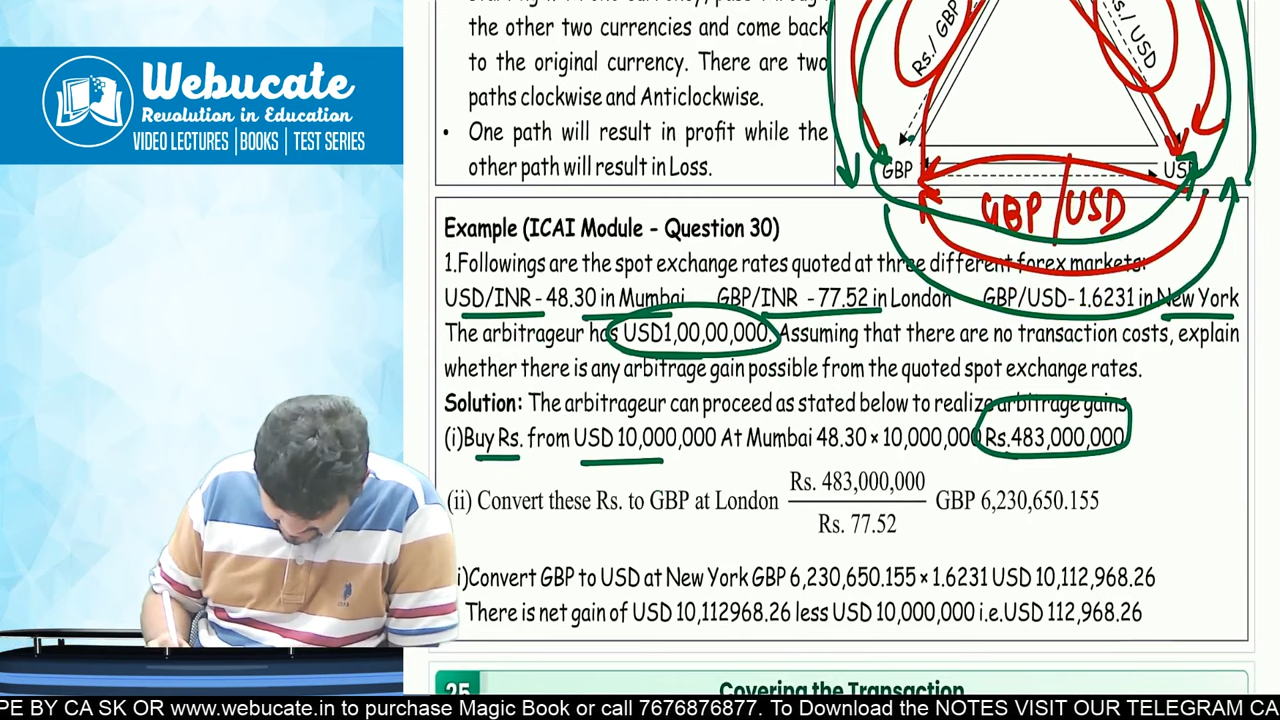 Webucate
Revolution in Education
VIDEO LECTURES | BOOKS | TEST SERIES
the other two currencies and come back
to the original currency. There are two
paths clockwise and Anticlockwise.
• One path will result in profit while the
other path will result in Loss.
Rs./ GBP
Rs./ USD
GBP
GBP/USD
Example (ICAI Module - Question 30)
1.Followings are the spot exchange rates quoted at three different forex markets:
USD/INR - 48.30 in Mumbai GBP/INR - 77.52 in London GBP/USD- 1.6231 in New York
The arbitrageur has USD1,00,00,000. Assuming that there are no transaction costs, explain
whether there is any arbitrage gain possible from the quoted spot exchange rates.
Solution: The arbitrageur can proceed as stated below to realize arbitrage gains
(i)Buy Rs. from USD 10,000,000 At Mumbai 48.30 × 10,000,000 Rs.483,000,000
(ii) Convert these Rs. to GBP at London Rs. 483,000,000 / Rs. 77.52 GBP 6,230,650.155
i)Convert GBP to USD at New York GBP 6,230,650.155 × 1.6231 USD 10,112,968.26
There is net gain of USD 10,112968.26 less USD 10,000,000 i.e.USD 112,968.26
25 Covering the Transaction
PE BY CA SK OR www.webucate.in to purchase Magic Book or call 7676876877. To Download the NOTES VISIT OUR TELEGRAM CA